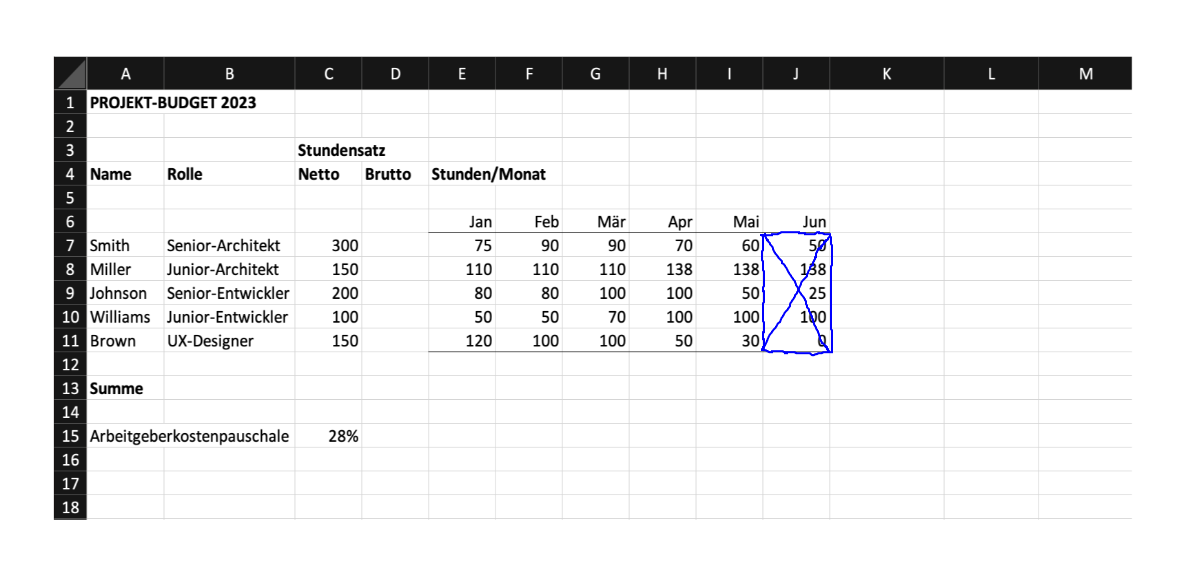 A B C D E F G H I J K L M
1 PROJEKT-BUDGET 2023
2
3 Stundensatz
4 Name Rolle Netto Brutto Stunden/Monat
5
6 Jan Feb Mär Apr Mai Jun
7 Smith Senior-Architekt 300 75 90 90 70 60 50
8 Miller Junior-Architekt 150 110 110 110 138 138 138
9 Johnson Senior-Entwickler 200 80 80 100 100 50 25
10 Williams Junior-Entwickler 100 50 50 70 100 100 100
11 Brown UX-Designer 150 120 100 100 50 30 0
12
13 Summe
14
15 Arbeitgeberkostenpauschale 28%
16
17
18